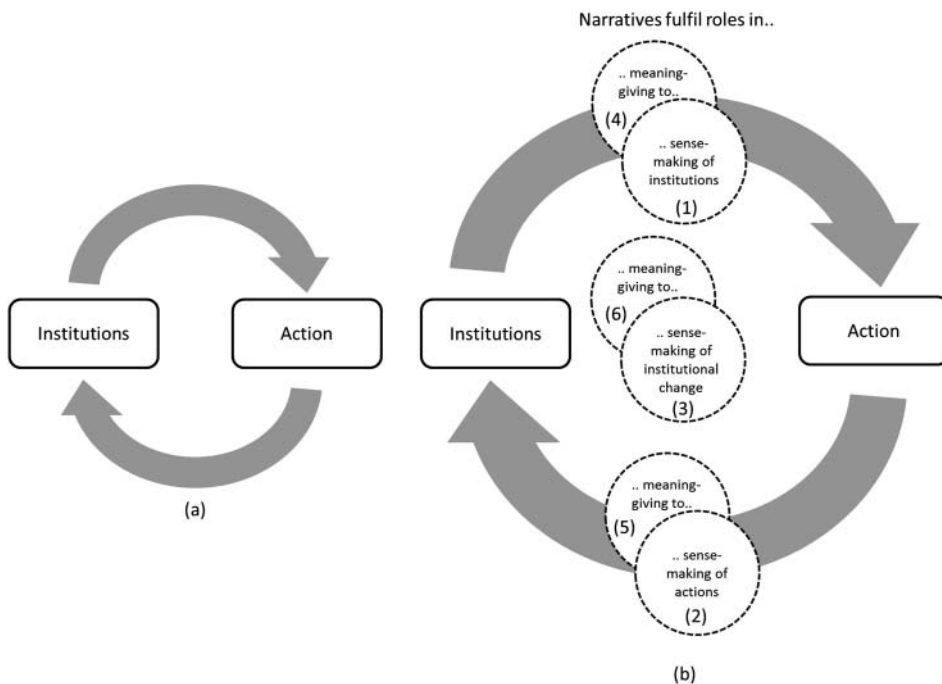 Narratives fulfil roles in..
.. meaning-
giving to..
(4)
.. sense-
making of
institutions
(1)
Institutions
Action
(a)
Institutions
.. meaning-
giving to..
(6)
.. sense-
making of
institutional
change
(3)
Action
.. meaning-
giving to..
(5)
.. sense-
making of
actions
(2)
(b)